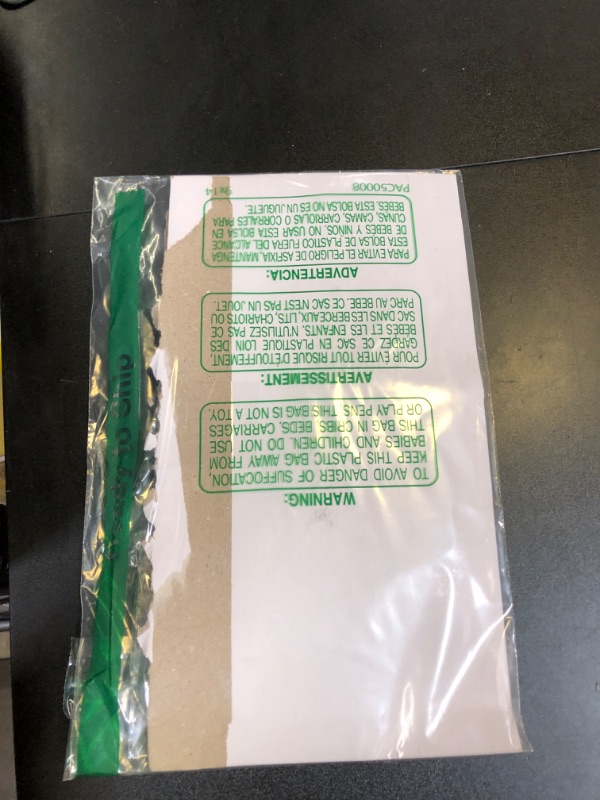 WARNING:
TO AVOID DANGER OF SUFFOCATION,
KEEP THIS PLASTIC BAG AWAY FROM
BABIES AND CHILDREN. DO NOT USE
THIS BAG IN CRIBS, BEDS, CARRIAGES
OR PLAY PENS. THIS BAG IS NOT A TOY.
AVERTISSEMENT:
POUR EVITER TOUT RISQUE D'ÉTOUFFEMENT,
GARDEZ CE SAC EN PLASTIQUE LOIN DES
BÉBÉS ET LES ENFANTS. N'UTILISEZ PAS CE
SAC DANS LES BERCEAUX, LITS, CHARIOTS OU
PARC AU BEBE. CE SAC N'EST PAS UN JOUET.
ADVERTENCIA:
PARA EVITAR EL PELIGRO DE ASFIXIA, MANTENGA
ESTA BOLSA DE PLASTICO FUERA DEL ALCANCE
DE BEBES Y NINOS. NO USAR ESTA BOLSA EN
CUNAS, CAMAS, CARRIOLAS O CORRALES PARA
BEBES. ESTA BOLSA NO ES UN JUGUETE.
PAC50008 9x14
Ready to Ship